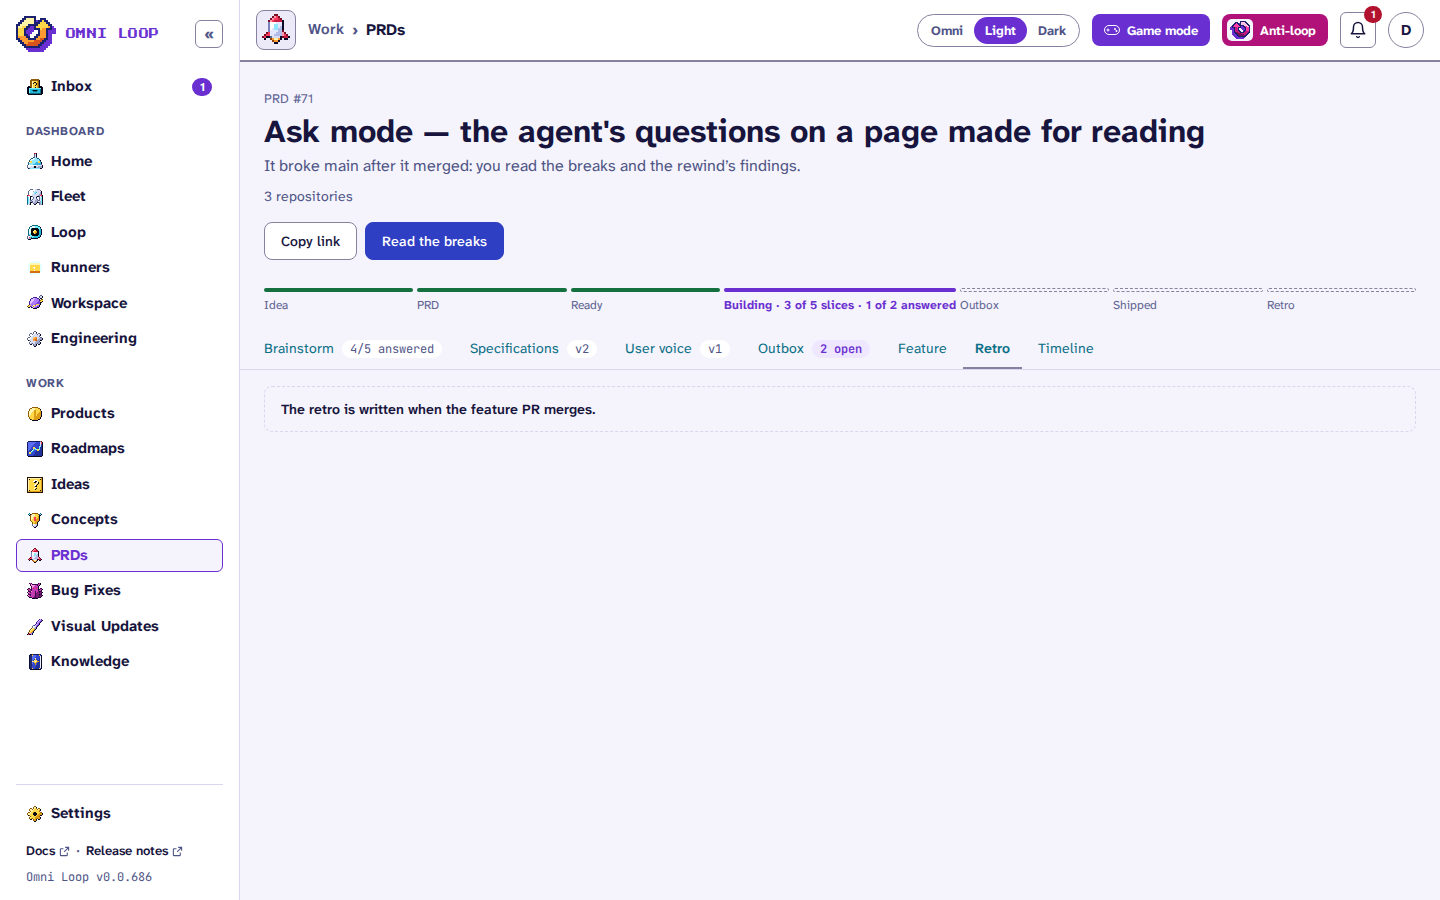 OMNI LOOP
«
Inbox
1
DASHBOARD
Home
Fleet
Loop
Runners
Workspace
Engineering
WORK
Products
Roadmaps
Ideas
Concepts
PRDs
Bug Fixes
Visual Updates
Knowledge
Settings
Docs · Release notes
Omni Loop v0.0.686
Work › PRDs
Omni Light Dark
Game mode
Anti-loop
1
D
PRD #71
Ask mode — the agent's questions on a page made for reading
It broke main after it merged: you read the breaks and the rewind’s findings.
3 repositories
Copy link
Read the breaks
Idea
PRD
Ready
Building · 3 of 5 slices · 1 of 2 answered
Outbox
Shipped
Retro
Brainstorm 4/5 answered
Specifications v2
User voice v1
Outbox 2 open
Feature
Retro
Timeline
The retro is written when the feature PR merges.